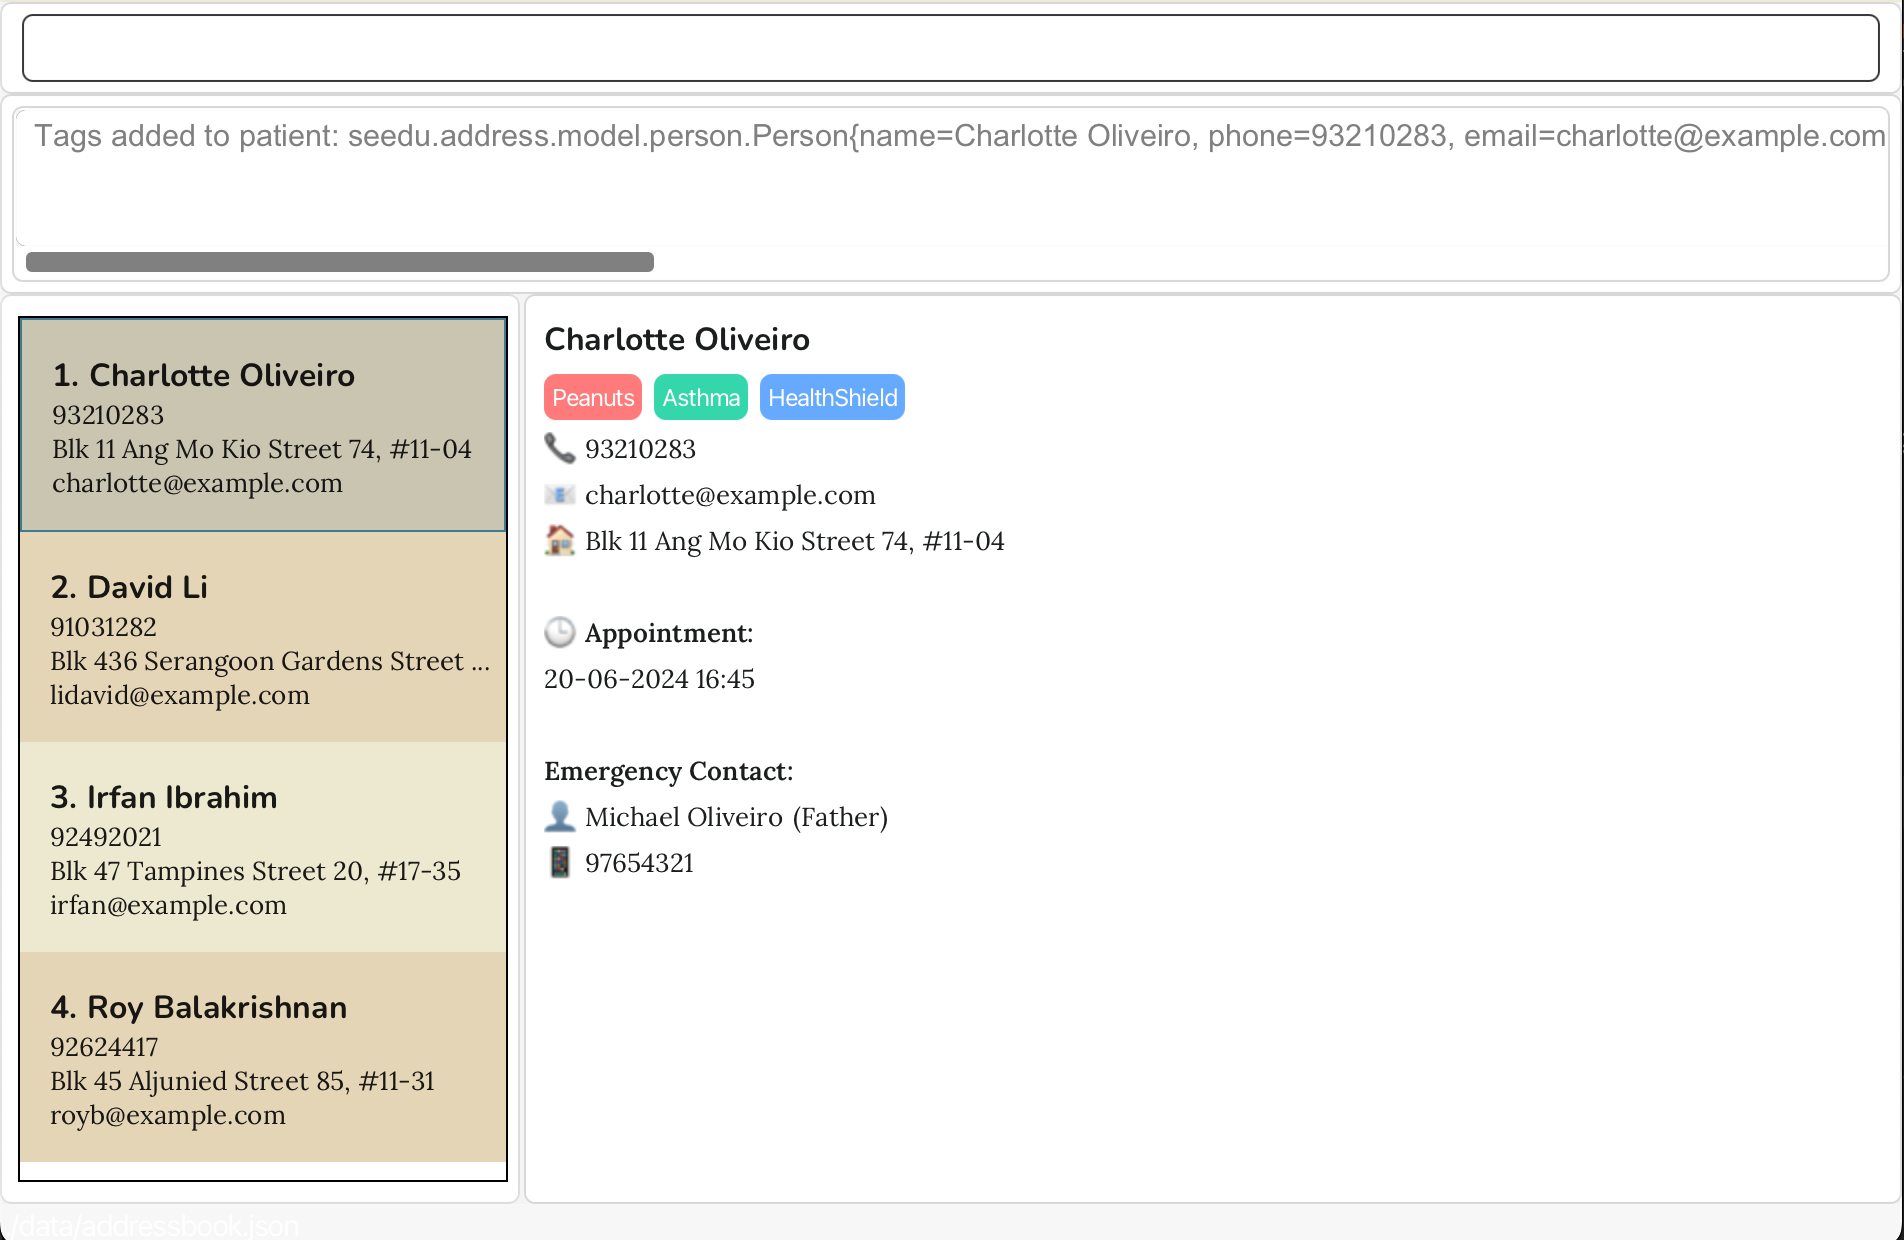 Tags added to patient: seedu.address.model.person.Person{name=Charlotte Oliveiro, phone=93210283, email=charlotte@example.com
1. Charlotte Oliveiro
93210283
Blk 11 Ang Mo Kio Street 74, #11-04
charlotte@example.com
2. David Li
91031282
Blk 436 Serangoon Gardens Street ...
lidavid@example.com
3. Irfan Ibrahim
92492021
Blk 47 Tampines Street 20, #17-35
irfan@example.com
4. Roy Balakrishnan
92624417
Blk 45 Aljunied Street 85, #11-31
royb@example.com
Charlotte Oliveiro
Peanuts Asthma HealthShield
93210283
charlotte@example.com
Blk 11 Ang Mo Kio Street 74, #11-04
Appointment:
20-06-2024 16:45
Emergency Contact:
Michael Oliveiro (Father)
97654321
/data/addressbook.json